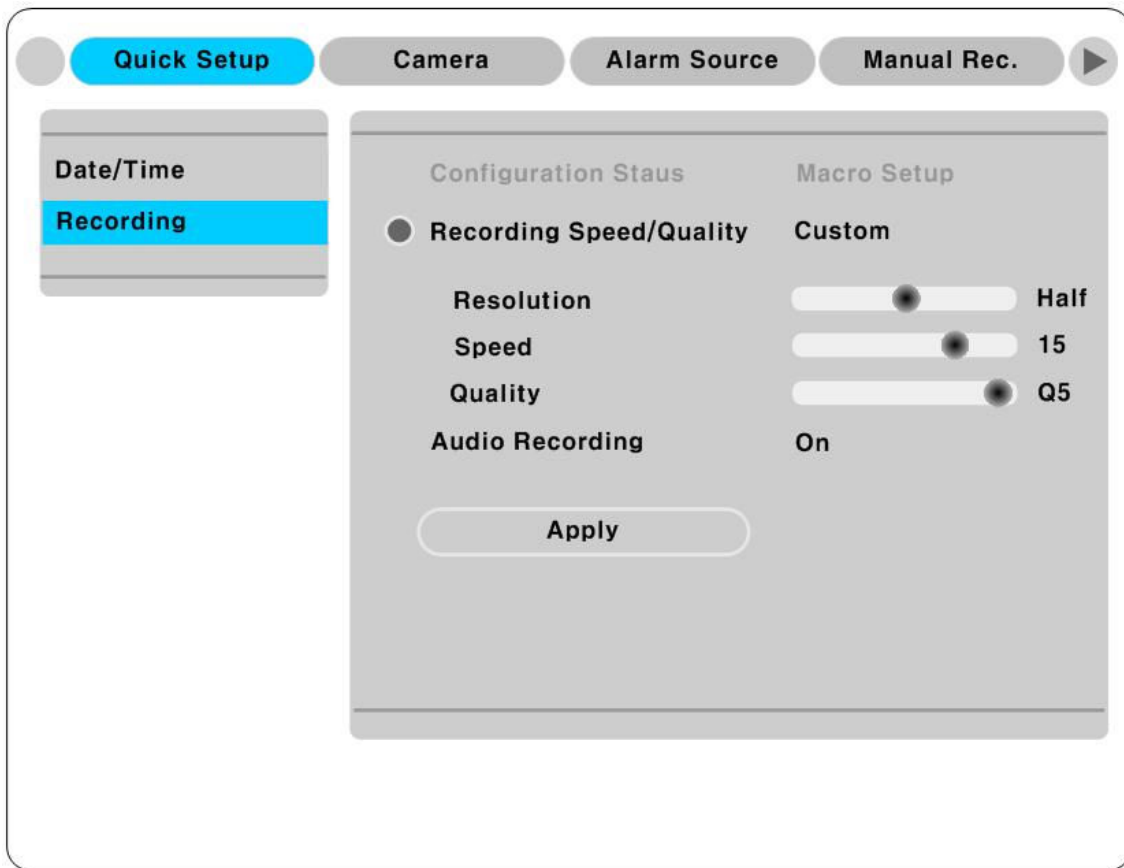 Quick Setup Camera Alarm Source Manual Rec.
Date/Time
Recording
Configuration Staus Macro Setup
Recording Speed/Quality Custom
Resolution Half
Speed 15
Quality Q5
Audio Recording On
Apply